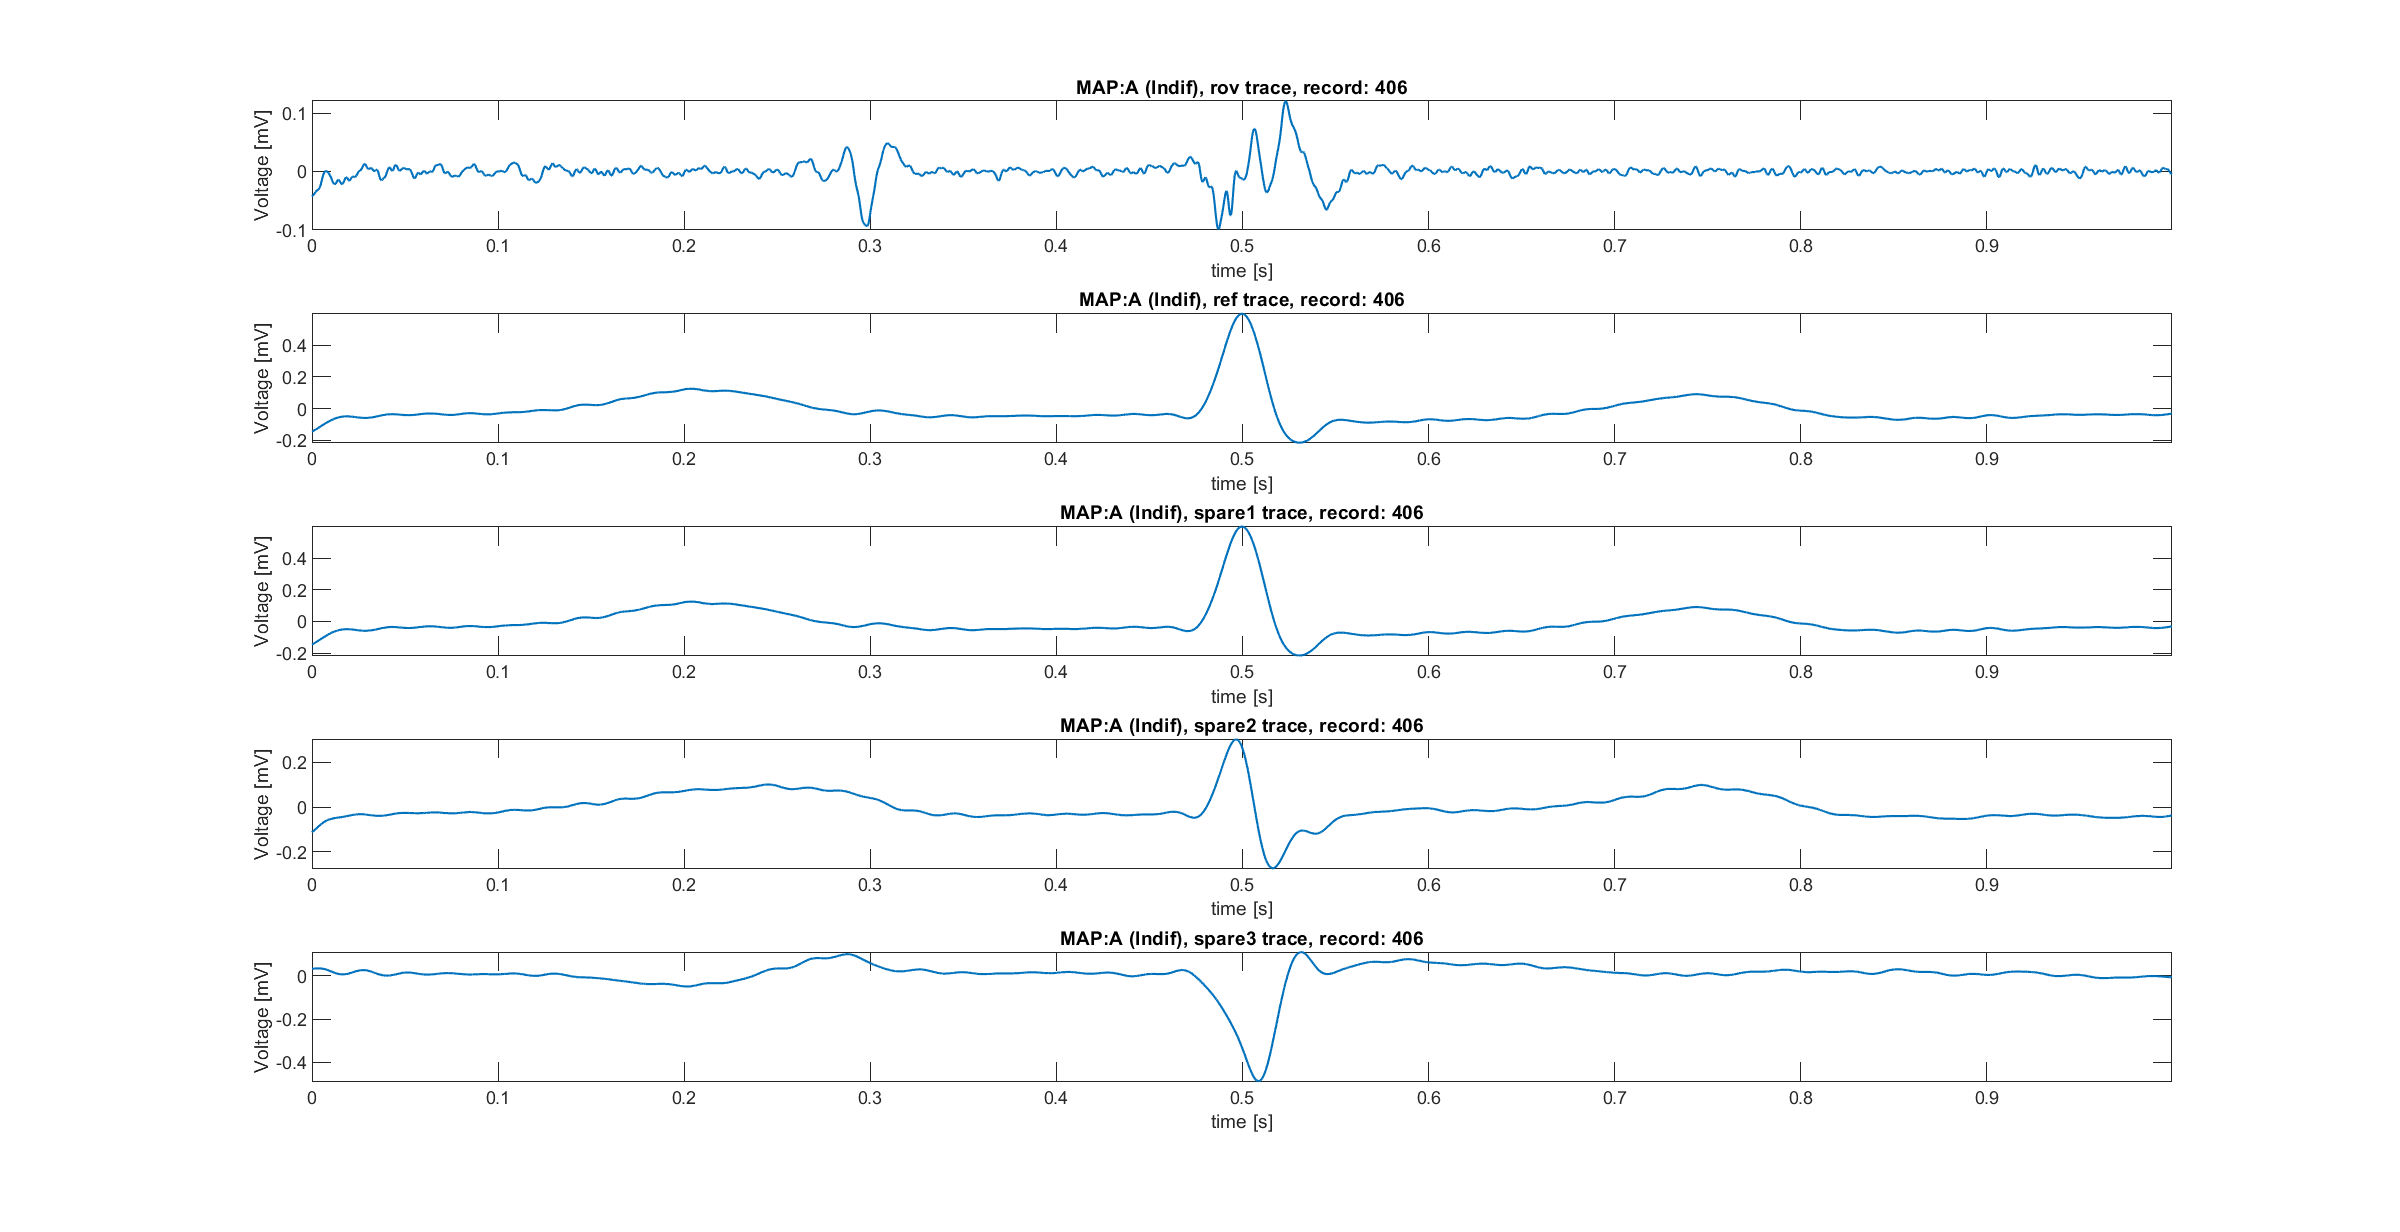 MAP:A (Indif), rov trace, record: 406
Voltage [mV]
0.1
0
-0.1
0 0.1 0.2 0.3 0.4 0.5 0.6 0.7 0.8 0.9
time [s]
MAP:A (Indif), ref trace, record: 406
Voltage [mV]
0.4
0.2
0
-0.2
0 0.1 0.2 0.3 0.4 0.5 0.6 0.7 0.8 0.9
time [s]
MAP:A (Indif), spare1 trace, record: 406
Voltage [mV]
0.4
0.2
0
-0.2
0 0.1 0.2 0.3 0.4 0.5 0.6 0.7 0.8 0.9
time [s]
MAP:A (Indif), spare2 trace, record: 406
Voltage [mV]
0.2
0
-0.2
0 0.1 0.2 0.3 0.4 0.5 0.6 0.7 0.8 0.9
time [s]
MAP:A (Indif), spare3 trace, record: 406
Voltage [mV]
0
-0.2
-0.4
0 0.1 0.2 0.3 0.4 0.5 0.6 0.7 0.8 0.9
time [s]